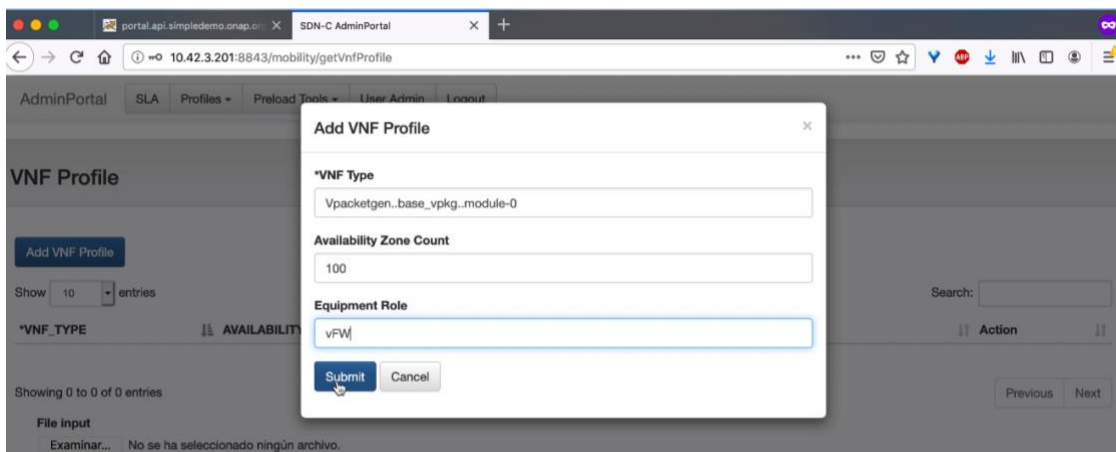 portal.api.simpledemo.onap.or
SDN-C AdminPortal
10.42.3.201:8843/mobility/getVnfProfile
ABP
AdminPortal SLA Profiles Preload Tools User Admin Logout
Add VNF Profile
VNF Profile
*VNF Type
Vpacketgen..base_vpkg..module-0
Availability Zone Count
Add VNF Profile
100
Show 10 entries
Search:
Equipment Role
*VNF_TYPE AVAILABILITY
Action
vFW
Submit Cancel
Showing 0 to 0 of 0 entries
Previous Next
File input
Examinar... No se ha seleccionado ningún archivo.